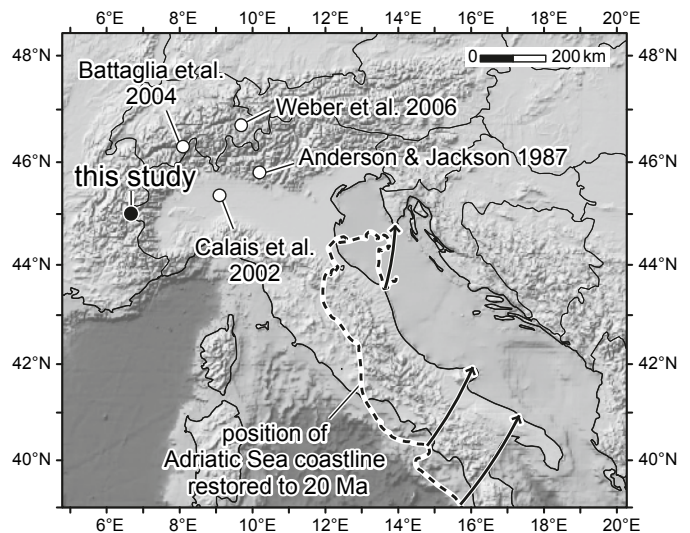 6°E 8°E 10°E 12°E 14°E 16°E 18°E 20°E
48°N 48°N
0 200 km
Battaglia et al.
2004
Weber et al. 2006
46°N 46°N
Anderson & Jackson 1987
this study
Calais et al.
2002
44°N 44°N
42°N 42°N
position of
Adriatic Sea coastline
restored to 20 Ma
40°N 40°N
6°E 8°E 10°E 12°E 14°E 16°E 18°E 20°E